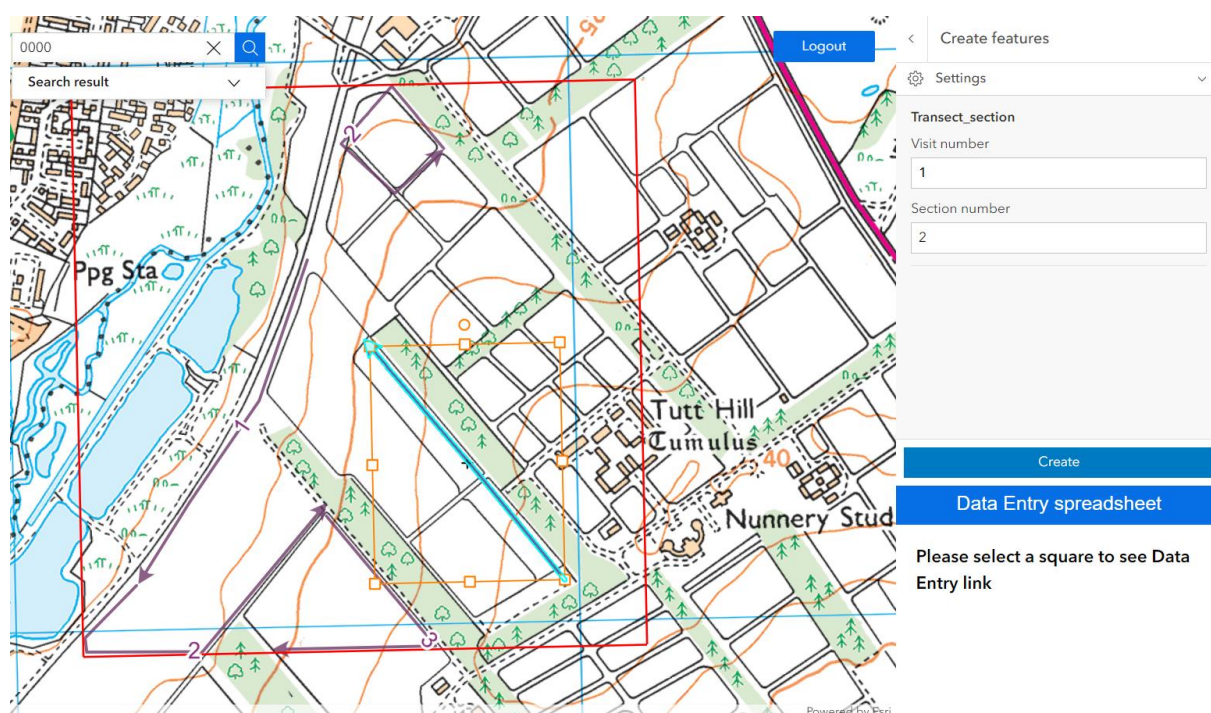 0000
Search result
Logout
Create features
Settings
Transect_section
Visit number
1
Section number
2
Create
Data Entry spreadsheet
Please select a square to see Data
Entry link
25
2
Ppg Sta
1
Tutt Hill
Tumulus
40
Nunnery Stud
2
3
Powered by Esri